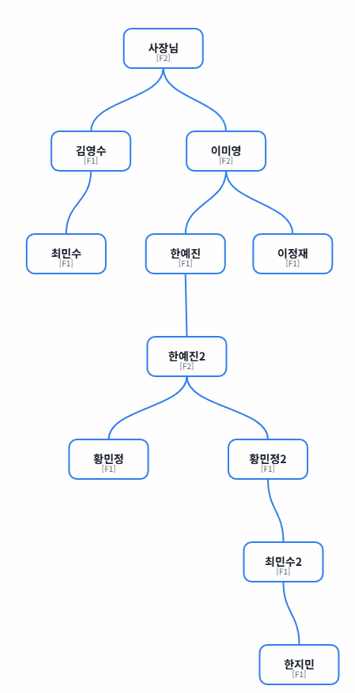 사장님
[F2]
김영수
[F1]
이미영
[F2]
최민수
[F1]
한예진
[F1]
이정재
[F1]
한예진2
[F2]
황민정
[F1]
황민정2
[F1]
최민수2
[F1]
한지민
[F1]